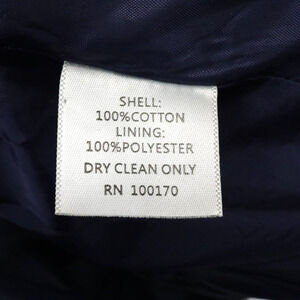 SHELL:
100%COTTON
LINING:
100%POLYESTER
DRY CLEAN ONLY
RN 100170